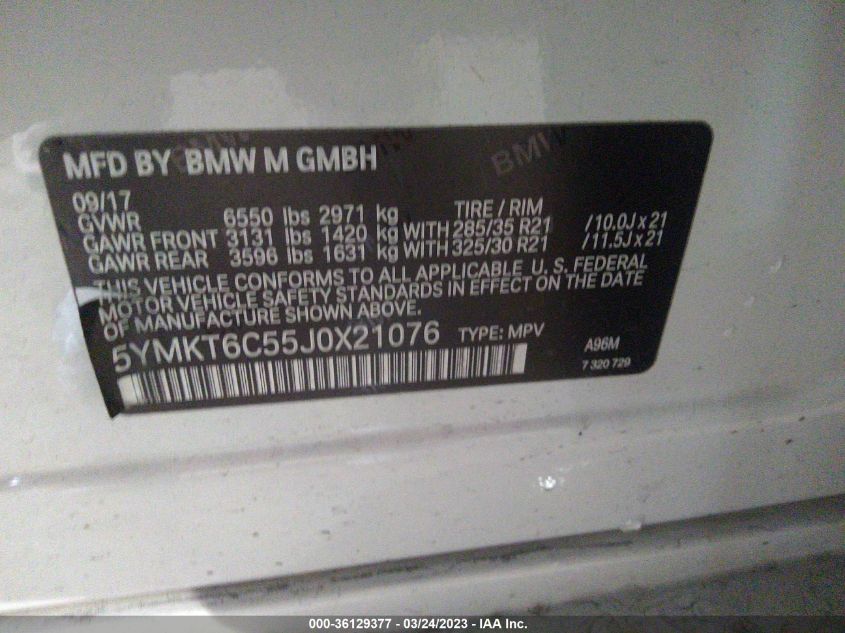 MFD BY BMW M GMBH
09/17
GVWR 6550 lbs 2971 kg TIRE / RIM
GAWR FRONT 3131 lbs 1420 kg WITH 285/35 R21 /10.0J x 21
GAWR REAR 3596 lbs 1631 kg WITH 325/30 R21 /11.5J x 21
THIS VEHICLE CONFORMS TO ALL APPLICABLE U. S. FEDERAL
MOTOR VEHICLE SAFETY STANDARDS IN EFFECT ON THE DATE
OF MANUFACTURE SHOWN ABOVE.
5YMKT6C55J0X21076 TYPE: MPV A96M
7 320 729
000-36129377 - 03/24/2023 - IAA Inc.